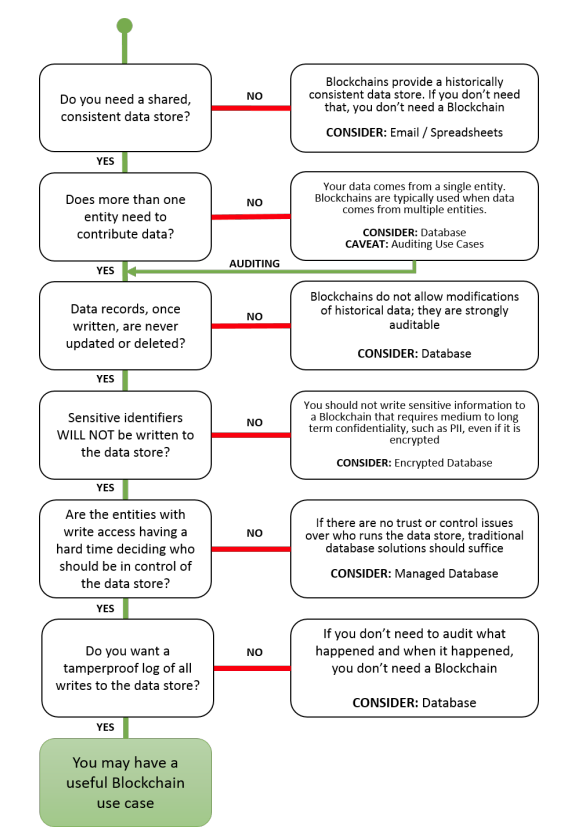 Do you need a shared,
consistent data store?
NO
Blockchains provide a historically
consistent data store. If you don't need
that, you don't need a Blockchain
CONSIDER: Email / Spreadsheets
YES
Does more than one
entity need to
contribute data?
NO
Your data comes from a single entity.
Blockchains are typically used when data
comes from multiple entities.
CONSIDER: Database
CAVEAT: Auditing Use Cases
AUDITING
YES
Data records, once
written, are never
updated or deleted?
NO
Blockchains do not allow modifications
of historical data; they are strongly
auditable
CONSIDER: Database
YES
Sensitive identifiers
WILL NOT be written to
the data store?
NO
You should not write sensitive information to
a Blockchain that requires medium to long
term confidentiality, such as PII, even if it is
encrypted
CONSIDER: Encrypted Database
YES
Are the entities with
write access having a
hard time deciding who
should be in control of
the data store?
NO
If there are no trust or control issues
over who runs the data store, traditional
database solutions should suffice
CONSIDER: Managed Database
YES
Do you want a
tamperproof log of all
writes to the data store?
NO
If you don't need to audit what
happened and when it happened,
you don't need a Blockchain
CONSIDER: Database
YES
You may have a
useful Blockchain
use case